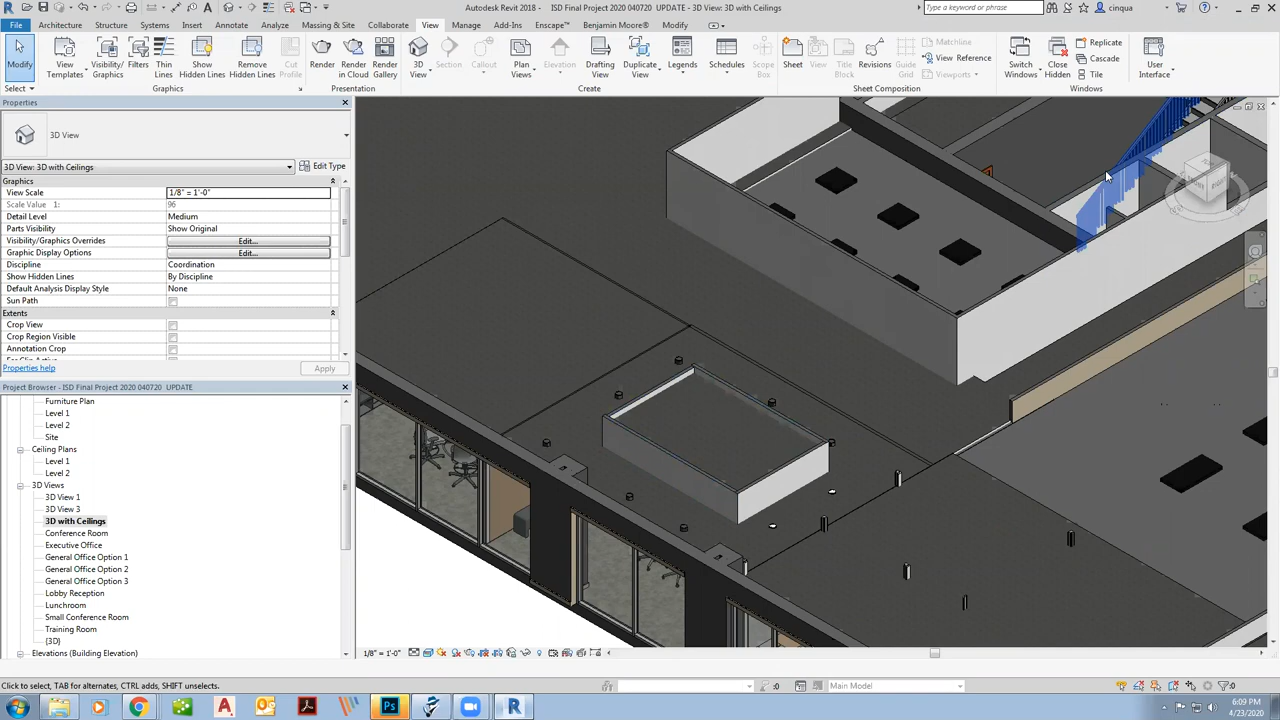 Autodesk Revit 2018 - ISD Final Project 2020 040720 UPDATE - 3D View: 3D with Ceilings
Type a keyword or phrase
cinqua
File Architecture Structure Systems Insert Annotate Analyze Massing & Site Collaborate View Manage Add-Ins Enscape™ Benjamin Moore® Modify
Modify
View Templates
Visibility/ Graphics
Filters
Thin Lines
Show Hidden Lines
Remove Hidden Lines
Cut Profile
Render
Render in Cloud
Render Gallery
3D View
Section
Callout
Plan Views
Elevation
Drafting View
Duplicate View
Legends
Schedules
Scope Box
Sheet
View
Title Block
Revisions
Guide Grid
Matchline
View Reference
Viewports
Switch Windows
Close Hidden
Replicate
Cascade
Tile
User Interface
Select
Graphics
Presentation
Create
Sheet Composition
Windows
Properties
3D View
3D View: 3D with Ceilings
Edit Type
Graphics
View Scale 1/8" = 1'-0"
Scale Value 1: 96
Detail Level Medium
Parts Visibility Show Original
Visibility/Graphics Overrides Edit...
Graphic Display Options Edit...
Discipline Coordination
Show Hidden Lines By Discipline
Default Analysis Display Style None
Sun Path
Extents
Crop View
Crop Region Visible
Annotation Crop
Far Clip Active
Properties help
Apply
Project Browser - ISD Final Project 2020 040720 UPDATE
Furniture Plan
Level 1
Level 2
Site
Ceiling Plans
Level 1
Level 2
3D Views
3D View 1
3D View 3
3D with Ceilings
Conference Room
Executive Office
General Office Option 1
General Office Option 2
General Office Option 3
Lobby Reception
Lunchroom
Small Conference Room
Training Room
{3D}
Elevations (Building Elevation)
1/8" = 1'-0"
Click to select, TAB for alternates, CTRL adds, SHIFT unselects.
:0
Main Model
:0
6:09 PM
4/23/2020